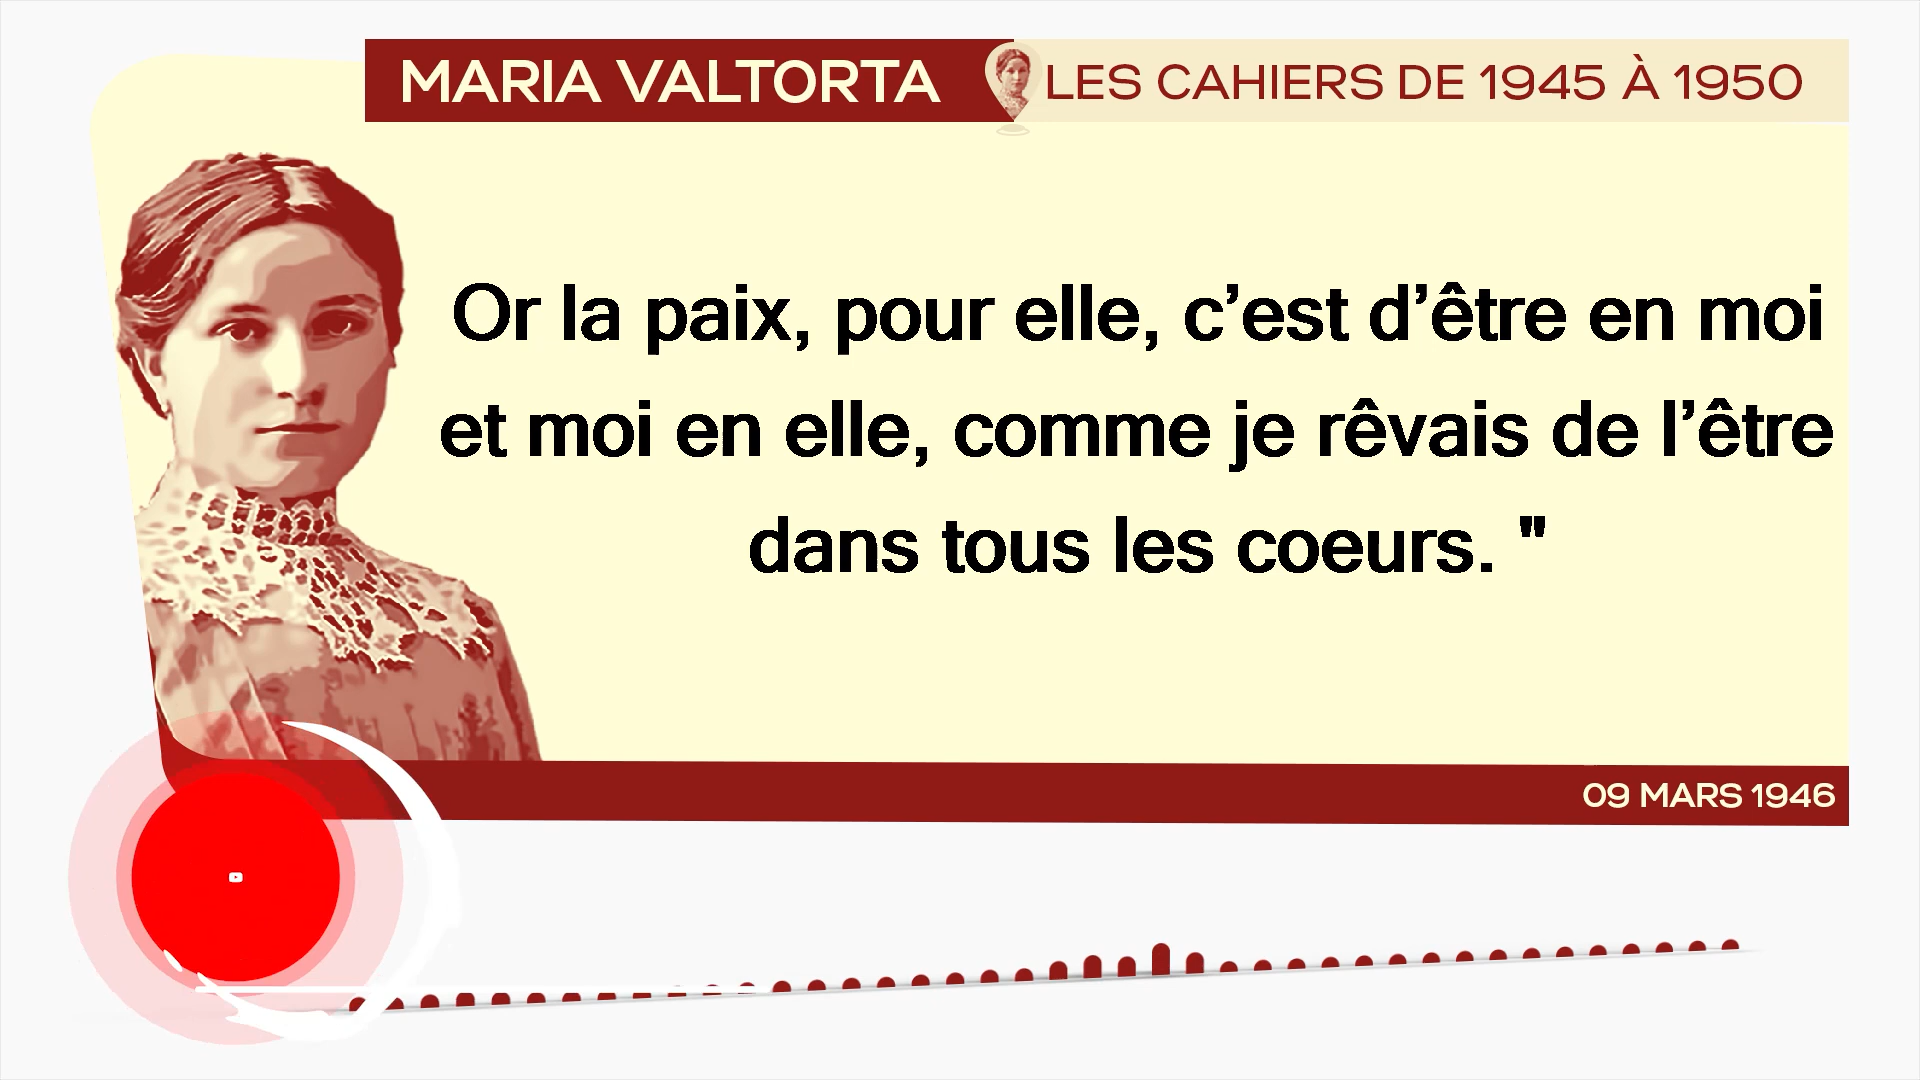 MARIA VALTORTA
LES CAHIERS DE 1945 À 1950
Or la paix, pour elle, c’est d’être en moi
et moi en elle, comme je rêvais de l’être
dans tous les coeurs. "
09 MARS 1946